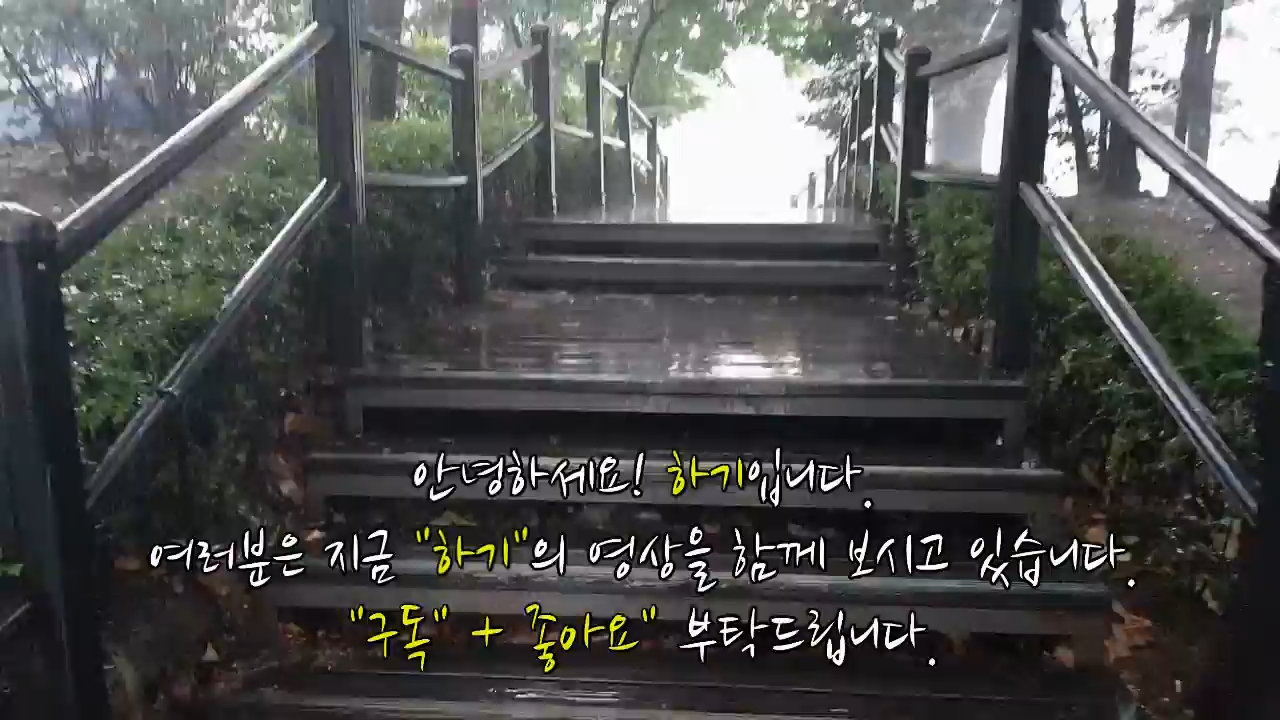 안녕하세요! 하기입니다.
여러분은 지금 "하기"의 영상을 함께 보시고 있습니다.
"구독" + 좋아요" 부탁드립니다.